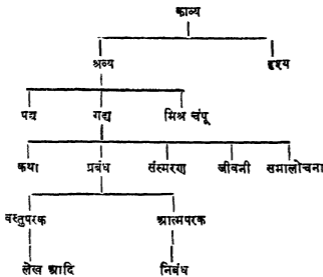 काव्य
श्रव्य दृश्य
पद्य गद्य मिश्र चंपू
कथा प्रबंध संस्मरण जीवनी समालोचना
वस्तुपरक आत्मपरक
लेख आदि निबंध